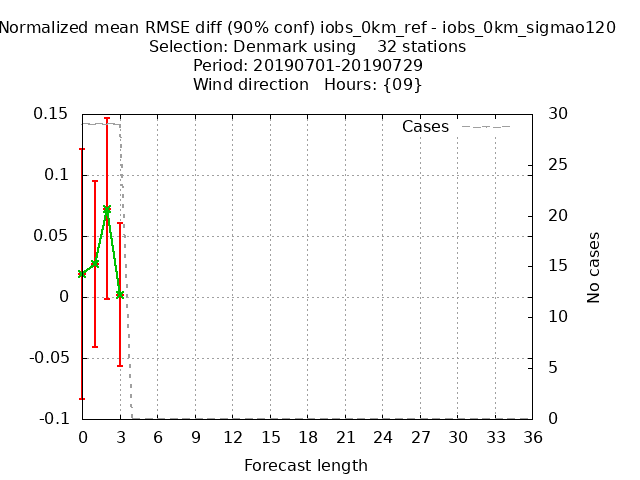 Normalized mean RMSE diff (90% conf) iobs_0km_ref - iobs_0km_sigmao120
Selection: Denmark using 32 stations
Period: 20190701-20190729
Wind direction Hours: {09}
Cases
0.15
0.1
0.05
0
-0.05
-0.1
30
25
20
15
10
5
0
No cases
0 3 6 9 12 15 18 21 24 27 30 33 36
Forecast length